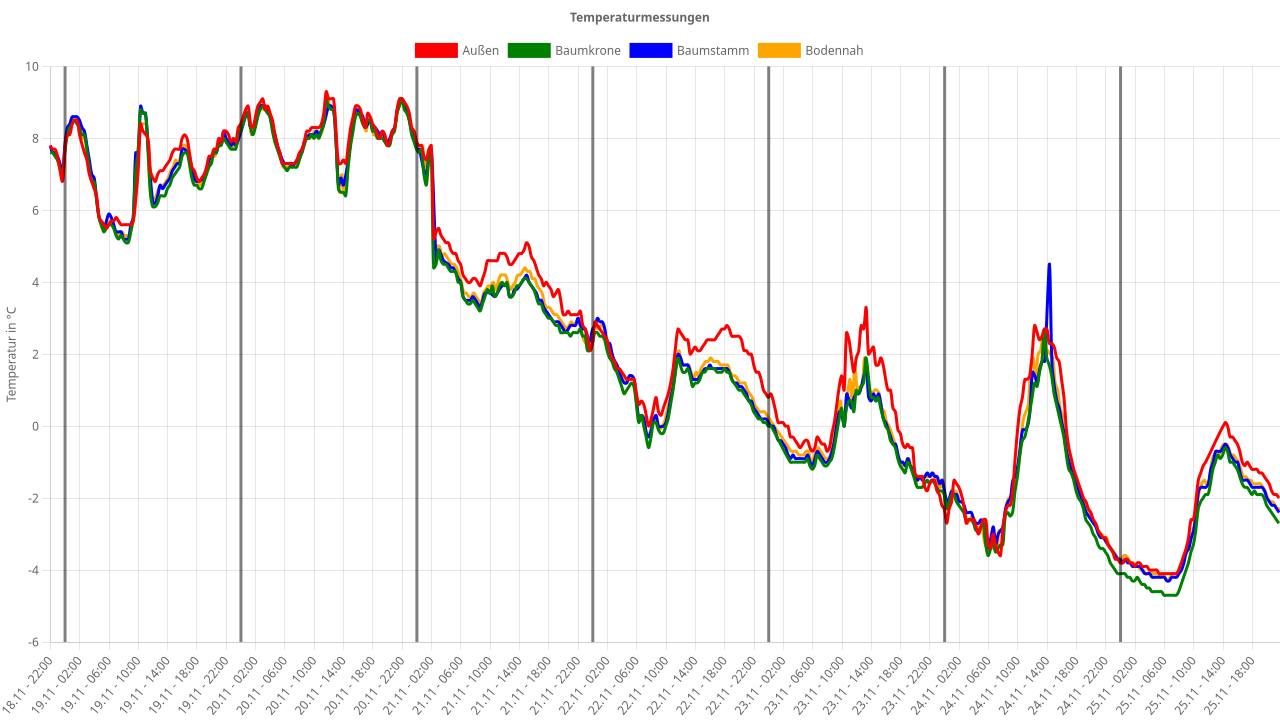 Temperaturmessungen
Außen Baumkrone Baumstamm Bodennah
Temperatur in °C
10
8
6
4
2
0
-2
-4
-6
18.11 - 22:00
19.11 - 02:00
19.11 - 06:00
19.11 - 10:00
19.11 - 14:00
19.11 - 18:00
19.11 - 22:00
20.11 - 02:00
20.11 - 06:00
20.11 - 10:00
20.11 - 14:00
20.11 - 18:00
20.11 - 22:00
21.11 - 02:00
21.11 - 06:00
21.11 - 10:00
21.11 - 14:00
21.11 - 18:00
21.11 - 22:00
22.11 - 02:00
22.11 - 06:00
22.11 - 10:00
22.11 - 14:00
22.11 - 18:00
22.11 - 22:00
23.11 - 02:00
23.11 - 06:00
23.11 - 10:00
23.11 - 14:00
23.11 - 18:00
23.11 - 22:00
24.11 - 02:00
24.11 - 06:00
24.11 - 10:00
24.11 - 14:00
24.11 - 18:00
24.11 - 22:00
25.11 - 02:00
25.11 - 06:00
25.11 - 10:00
25.11 - 14:00
25.11 - 18:00